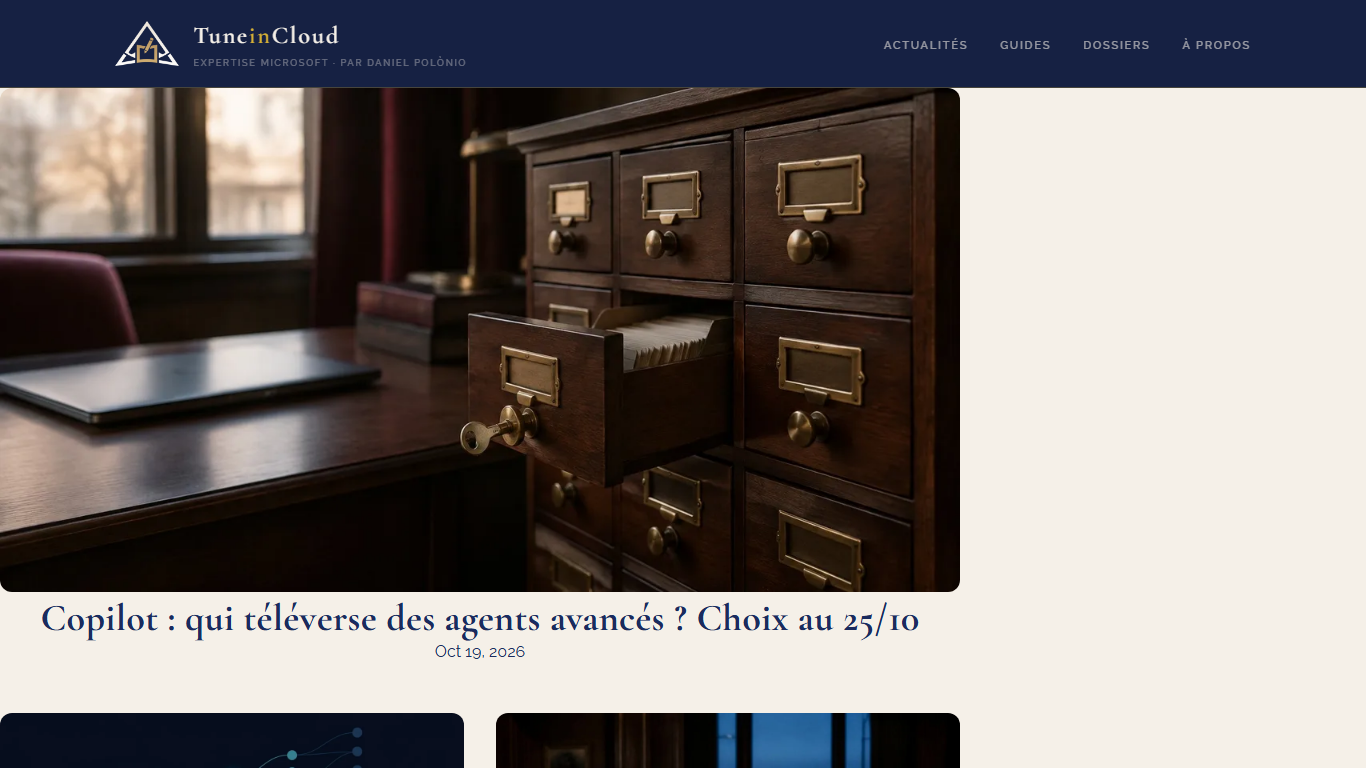 TuneinCloud
EXPERTISE MICROSOFT · PAR DANIEL POLÓNIO
ACTUALITÉS
GUIDES
DOSSIERS
À PROPOS
Copilot : qui téléverse des agents avancés ? Choix au 25/10
Oct 19, 2026